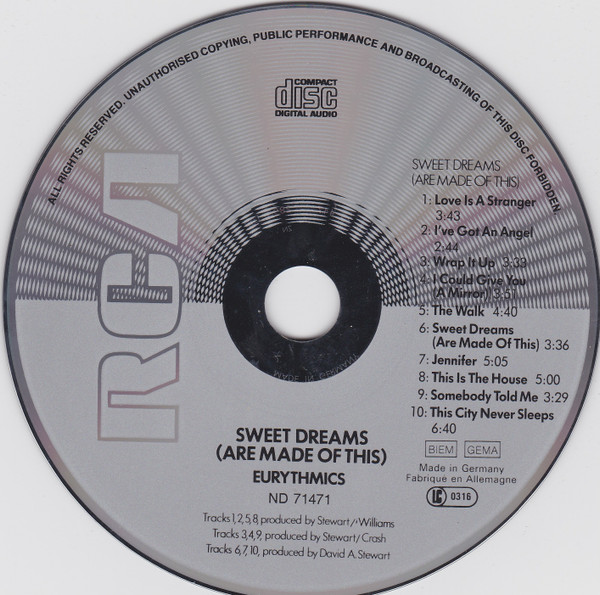 ALL RIGHTS RESERVED. UNAUTHORISED COPYING, PUBLIC PERFORMANCE AND BROADCASTING OF THIS DISC FORBIDDEN.
COMPACT
disc
DIGITAL AUDIO
RCA
SWEET DREAMS
(ARE MADE OF THIS)
1: Love Is A Stranger
3:43
2: I've Got An Angel
2:44
3: Wrap It Up 3:33
4: I Could Give You
(A Mirror) 3:51
5: The Walk 4:40
6: Sweet Dreams
(Are Made Of This) 3:36
7: Jennifer 5:05
8: This Is The House 5:00
9: Somebody Told Me 3:29
10: This City Never Sleeps
6:40
BIEM GEMA
Made in Germany
Fabriqué en Allemagne
LC 0316
SWEET DREAMS
(ARE MADE OF THIS)
EURYTHMICS
ND 71471
Tracks 1, 2, 5, 8, produced by Stewart/Williams
Tracks 3, 4, 9, produced by Stewart/Crash
Tracks 6, 7, 10, produced by David A. Stewart
MADE IN GERMANY